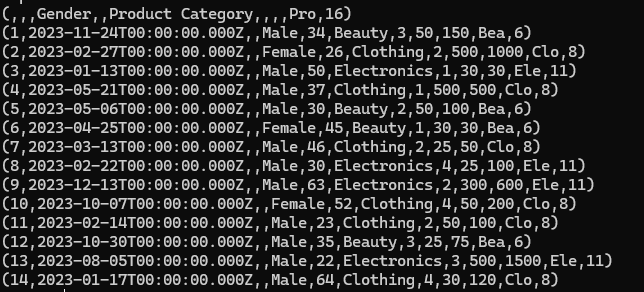 (,,,Gender,,Product Category,,,,Pro,16)
(1,2023-11-24T00:00:00.000Z,,Male,34,Beauty,3,50,150,Bea,6)
(2,2023-02-27T00:00:00.000Z,,Female,26,Clothing,2,500,1000,Clo,8)
(3,2023-01-13T00:00:00.000Z,,Male,50,Electronics,1,30,30,Ele,11)
(4,2023-05-21T00:00:00.000Z,,Male,37,Clothing,1,500,500,Clo,8)
(5,2023-05-06T00:00:00.000Z,,Male,30,Beauty,2,50,100,Bea,6)
(6,2023-04-25T00:00:00.000Z,,Female,45,Beauty,1,30,30,Bea,6)
(7,2023-03-13T00:00:00.000Z,,Male,46,Clothing,2,25,50,Clo,8)
(8,2023-02-22T00:00:00.000Z,,Male,30,Electronics,4,25,100,Ele,11)
(9,2023-12-13T00:00:00.000Z,,Male,63,Electronics,2,300,600,Ele,11)
(10,2023-10-07T00:00:00.000Z,,Female,52,Clothing,4,50,200,Clo,8)
(11,2023-02-14T00:00:00.000Z,,Male,23,Clothing,2,50,100,Clo,8)
(12,2023-10-30T00:00:00.000Z,,Male,35,Beauty,3,25,75,Bea,6)
(13,2023-08-05T00:00:00.000Z,,Male,22,Electronics,3,500,1500,Ele,11)
(14,2023-01-17T00:00:00.000Z,,Male,64,Clothing,4,30,120,Clo,8)